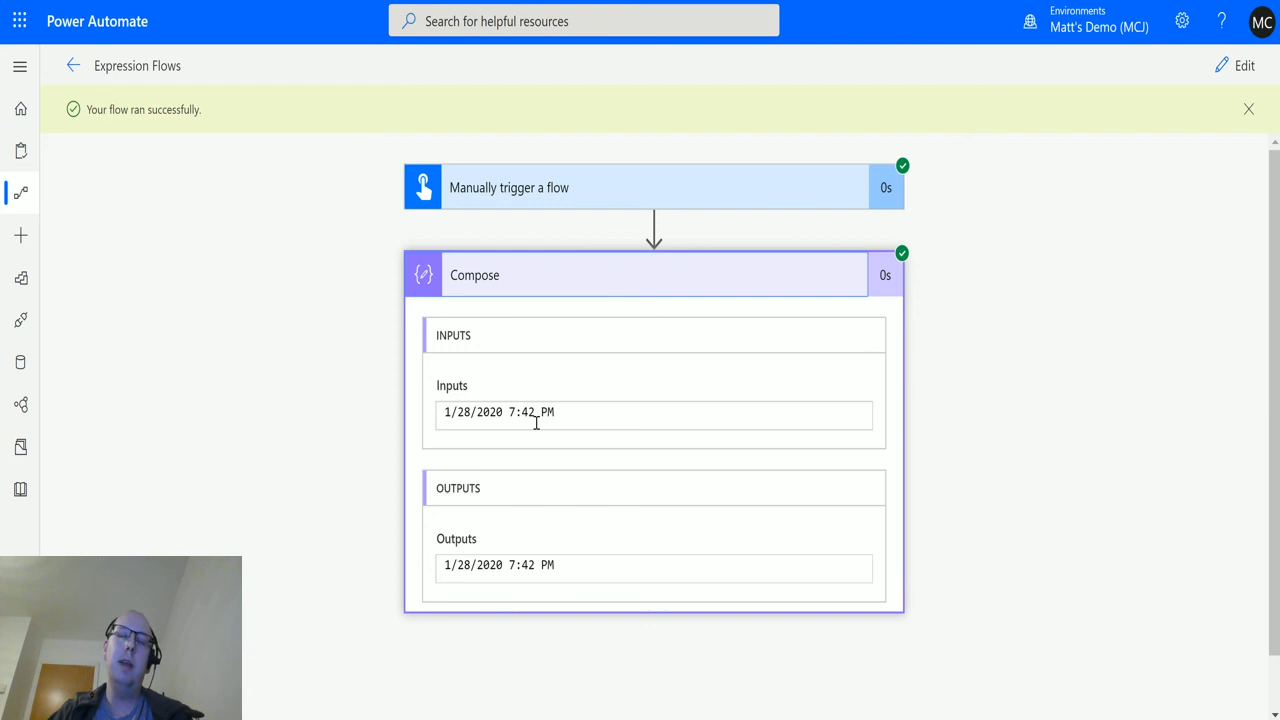 Power Automate
Search for helpful resources
Environments
Matt's Demo (MCJ)
?
MC
Expression Flows
Edit
Your flow ran successfully.
Manually trigger a flow
0s
Compose
0s
INPUTS
Inputs
1/28/2020 7:42 PM
OUTPUTS
Outputs
1/28/2020 7:42 PM